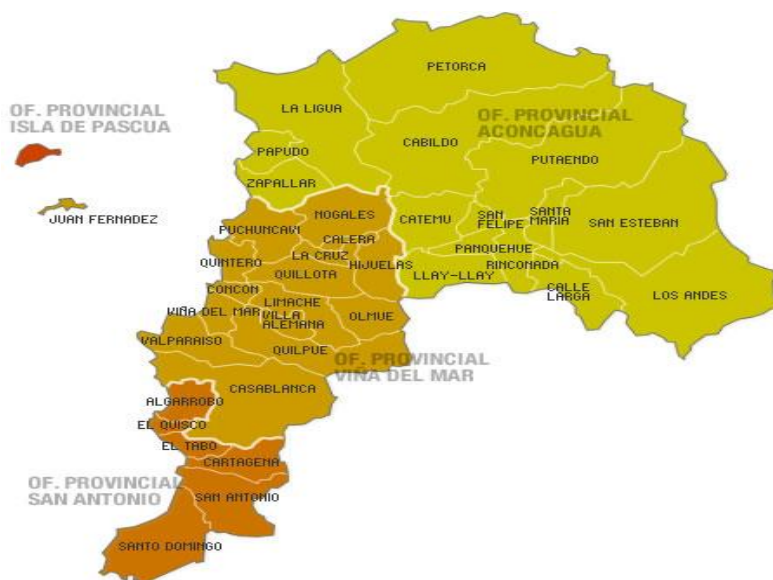 PETORCA
OF. PROVINCIAL
ISLA DE PASCUA
LA LIGUA
OF. PROVINCIAL
ACONCAGUA
CABILDO
PAPUDO
PUTAENDO
ZAPALLAR
JUAN FERNADEZ
NOGALES
CATEMU
SAN
FELIPE
SANTA
MARIA
SAN ESTEBAN
PUCHUNCAVI
CALERA
PANQUEHUE
LA CRUZ
QUINTERO
HIJUELAS
RINCONADA
QUILLOTA
LLAY-LLAY
CALLE
LARGA
LOS ANDES
CONCON
LIMACHE
VIÑA DEL MAR
VILLA
ALEMANA
OLMUE
VALPARAISO
QUILPUE
OF. PROVINCIAL
VIÑA DEL MAR
CASABLANCA
ALGARROBO
EL QUISCO
EL TABO
CARTAGENA
OF. PROVINCIAL
SAN ANTONIO
SAN ANTONIO
SANTO DOMINGO